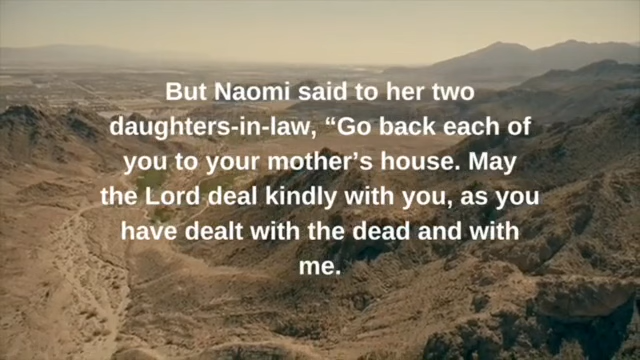 But Naomi said to her two
daughters-in-law, “Go back each of
you to your mother’s house. May
the Lord deal kindly with you, as you
have dealt with the dead and with
me.